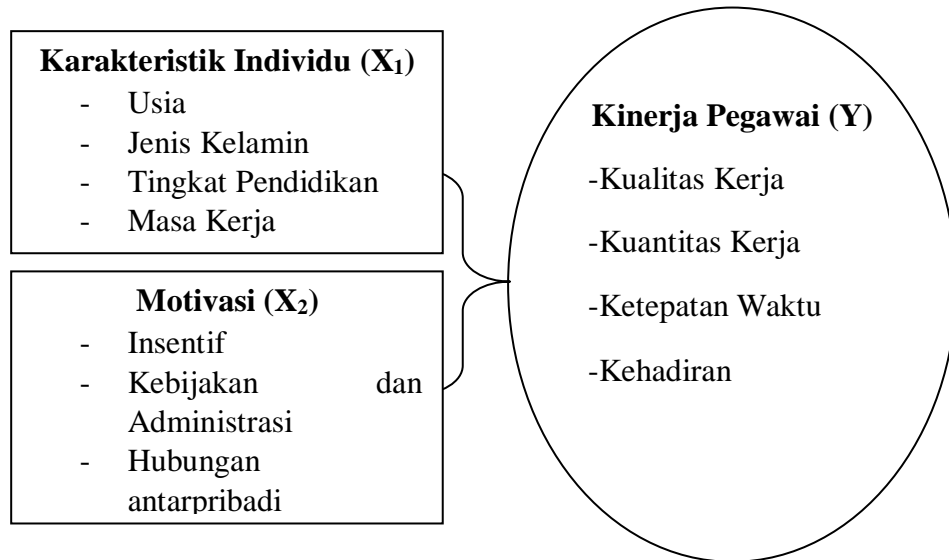 Karakteristik Individu (X₁)
- Usia
- Jenis Kelamin
- Tingkat Pendidikan
- Masa Kerja
Motivasi (X₂)
- Insentif
- Kebijakan dan
Administrasi
- Hubungan
antarpribadi
Kinerja Pegawai (Y)
-Kualitas Kerja
-Kuantitas Kerja
-Ketepatan Waktu
-Kehadiran